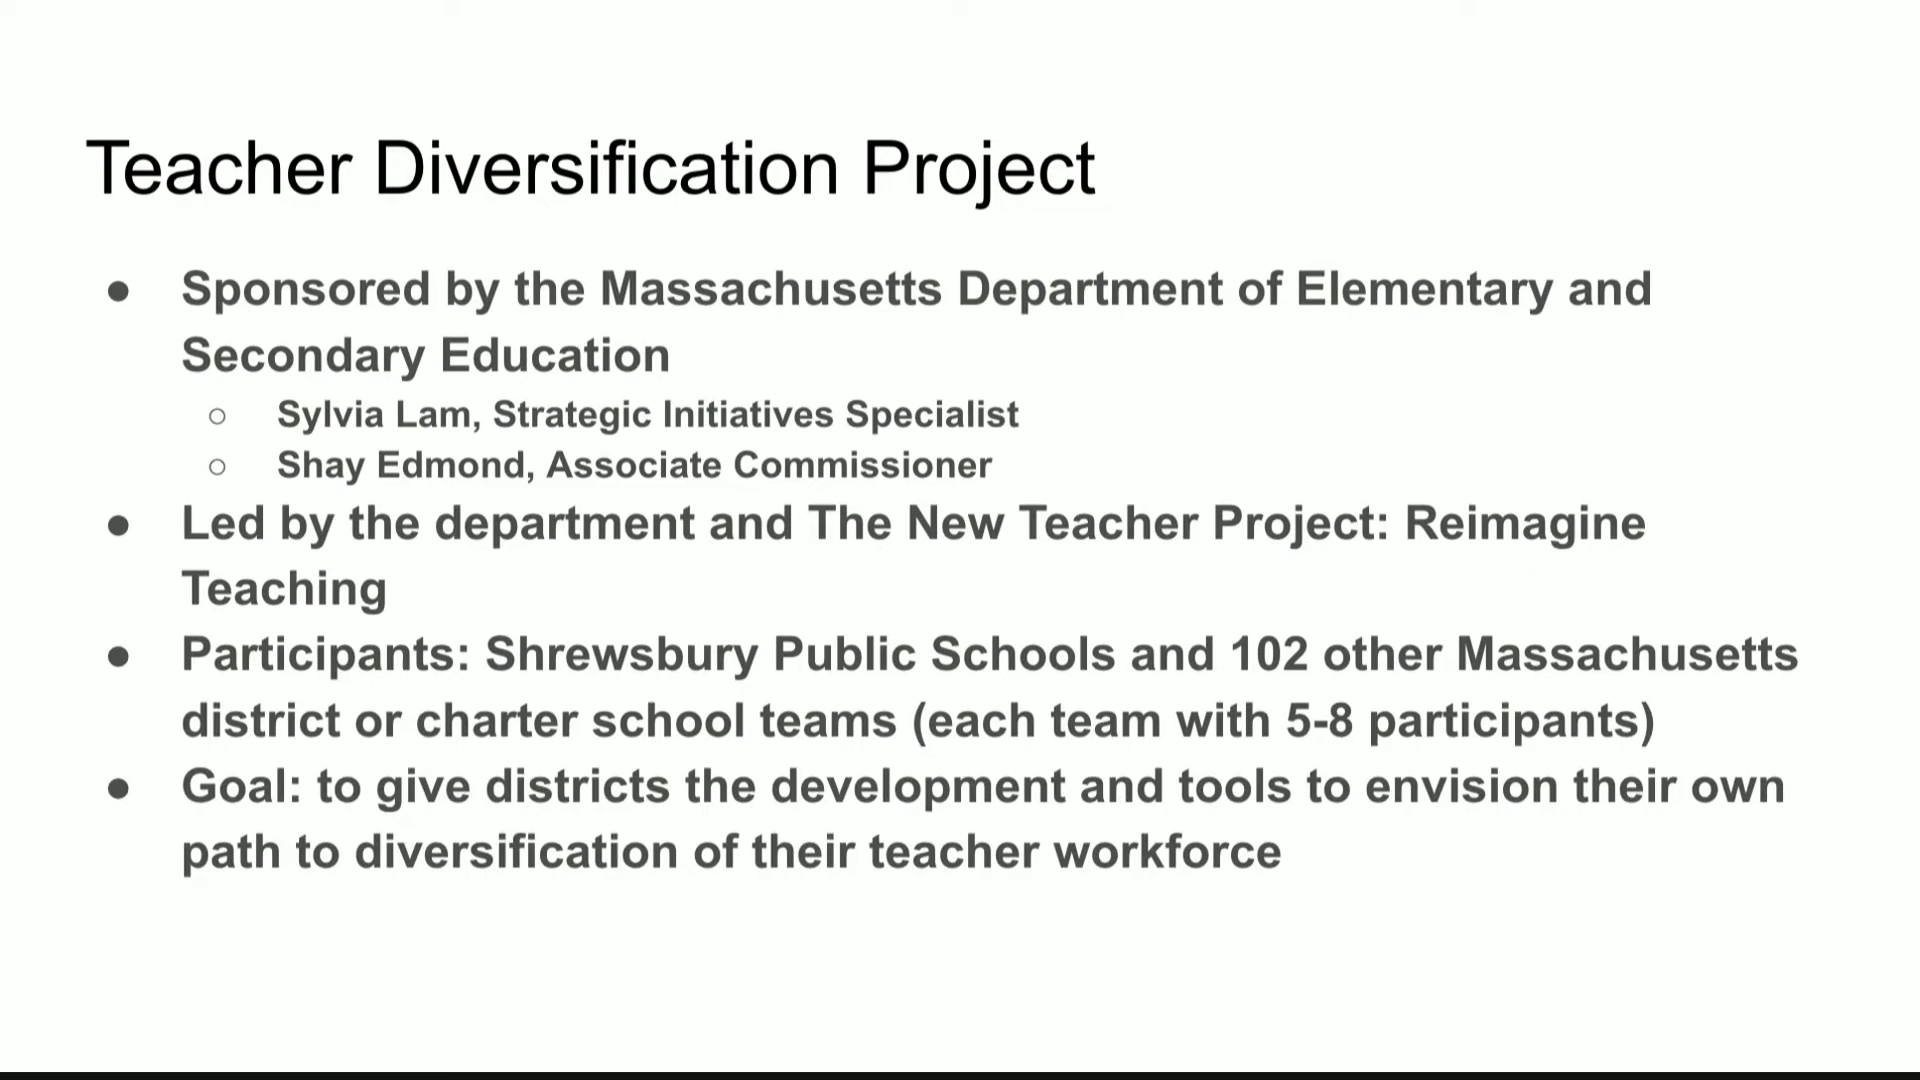 Teacher Diversification Project
● Sponsored by the Massachusetts Department of Elementary and
Secondary Education
○ Sylvia Lam, Strategic Initiatives Specialist
○ Shay Edmond, Associate Commissioner
● Led by the department and The New Teacher Project: Reimagine
Teaching
● Participants: Shrewsbury Public Schools and 102 other Massachusetts
district or charter school teams (each team with 5-8 participants)
● Goal: to give districts the development and tools to envision their own
path to diversification of their teacher workforce